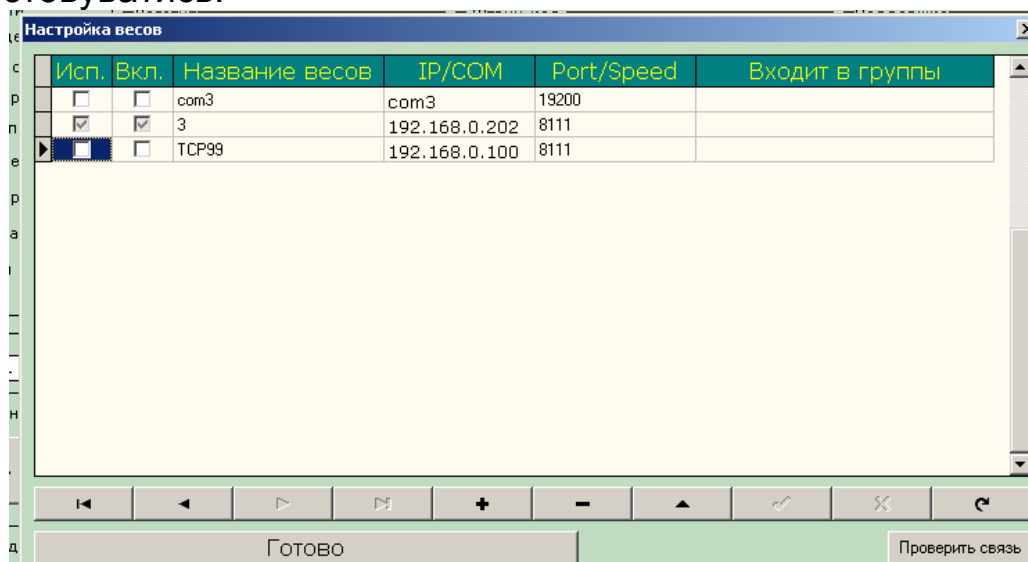 Настройка весов
Исп. Вкл. Название весов IP/COM Port/Speed Входит в группы
com3 com3 19200
3 192.168.0.202 8111
TCP99 192.168.0.100 8111
Готово
Проверить связь